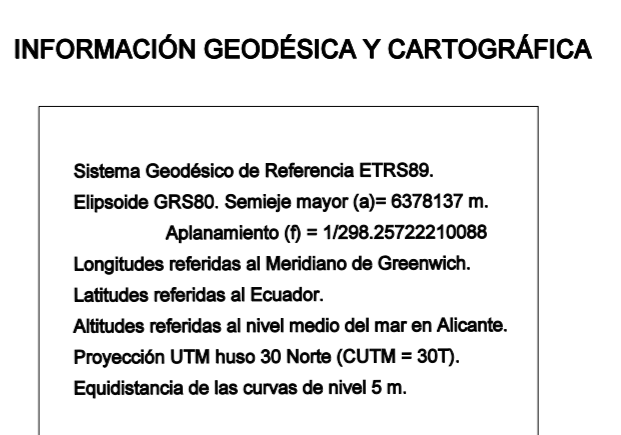 INFORMACIÓN GEODÉSICA Y CARTOGRÁFICA
Sistema Geodésico de Referencia ETRS89.
Elipsoide GRS80. Semieje mayor (a)= 6378137 m.
Aplanamiento (f) = 1/298.25722210088
Longitudes referidas al Meridiano de Greenwich.
Latitudes referidas al Ecuador.
Altitudes referidas al nivel medio del mar en Alicante.
Proyección UTM huso 30 Norte (CUTM = 30T).
Equidistancia de las curvas de nivel 5 m.